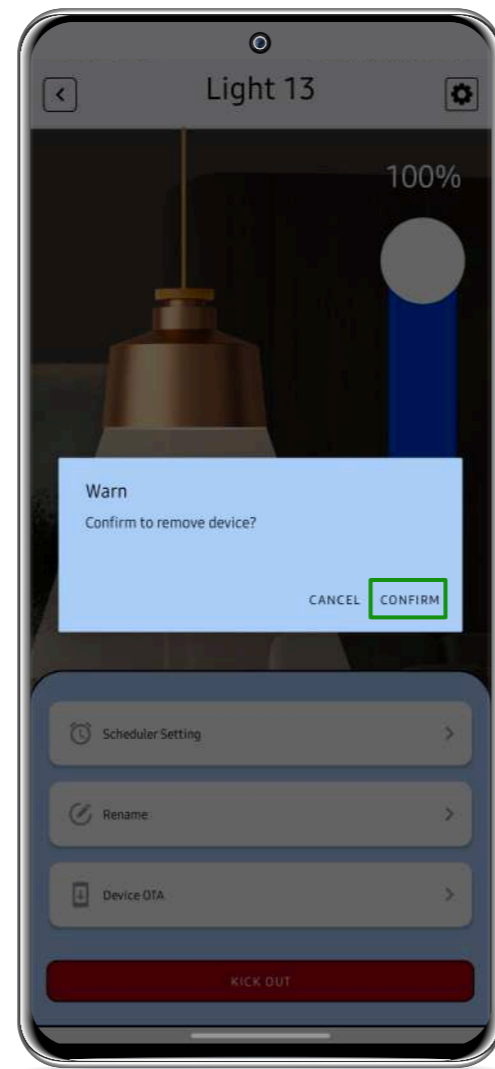 Light 13
100%
Warn
Confirm to remove device?
CANCEL CONFIRM
Scheduler Setting
Rename
Device OTA
KICK OUT